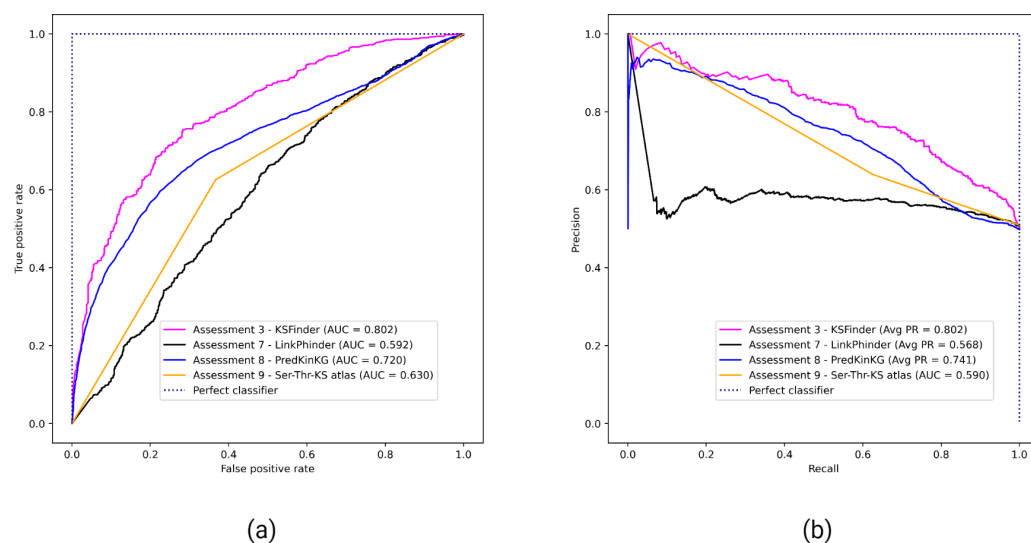 1.0
0.8
0.6
0.4
0.2
0.0
True positive rate
Assessment 3 - KSFinder (AUC = 0.802)
Assessment 7 - LinkPhinder (AUC = 0.592)
Assessment 8 - PredKinKG (AUC = 0.720)
Assessment 9 - Ser-Thr-KS atlas (AUC = 0.630)
Perfect classifier
0.0 0.2 0.4 0.6 0.8 1.0
False positive rate
(a)
1.0
0.8
0.6
0.4
0.2
0.0
Precision
Assessment 3 - KSFinder (Avg PR = 0.802)
Assessment 7 - LinkPhinder (Avg PR = 0.568)
Assessment 8 - PredKinKG (Avg PR = 0.741)
Assessment 9 - Ser-Thr-KS atlas (AUC = 0.590)
Perfect classifier
0.0 0.2 0.4 0.6 0.8 1.0
Recall
(b)